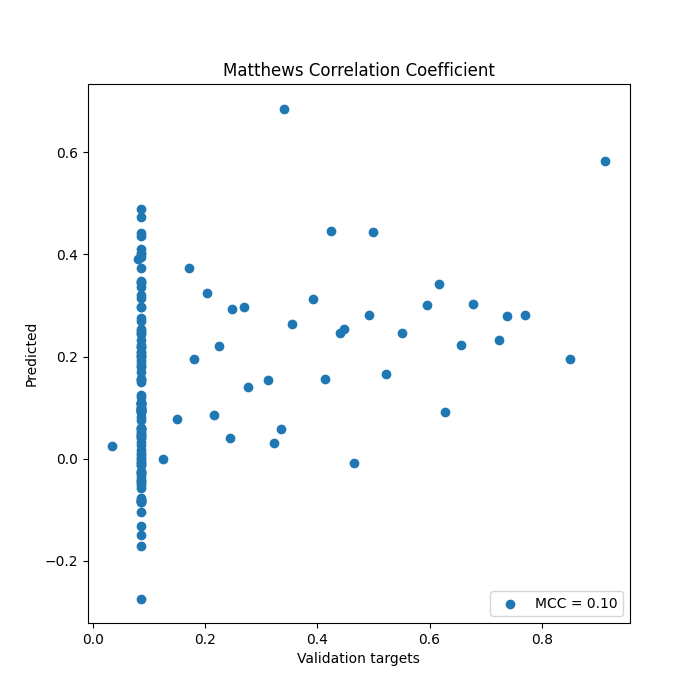 Matthews Correlation Coefficient
0.6
0.4
0.2
0.0
−0.2
Predicted
MCC = 0.10
0.0 0.2 0.4 0.6 0.8
Validation targets